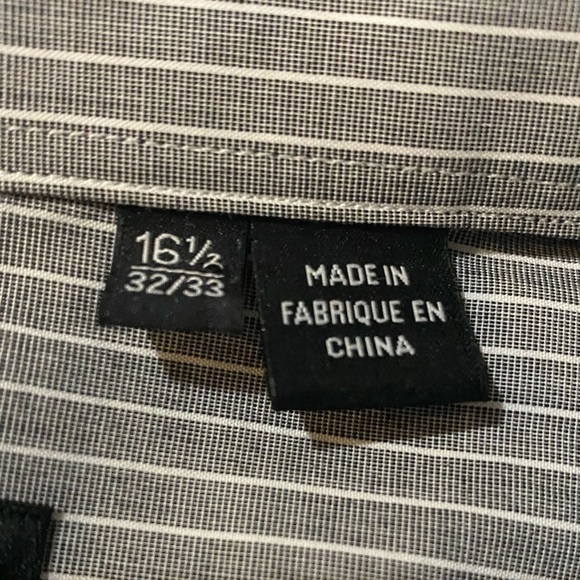 16½
32/33
MADE IN
FABRIQUE EN
CHINA